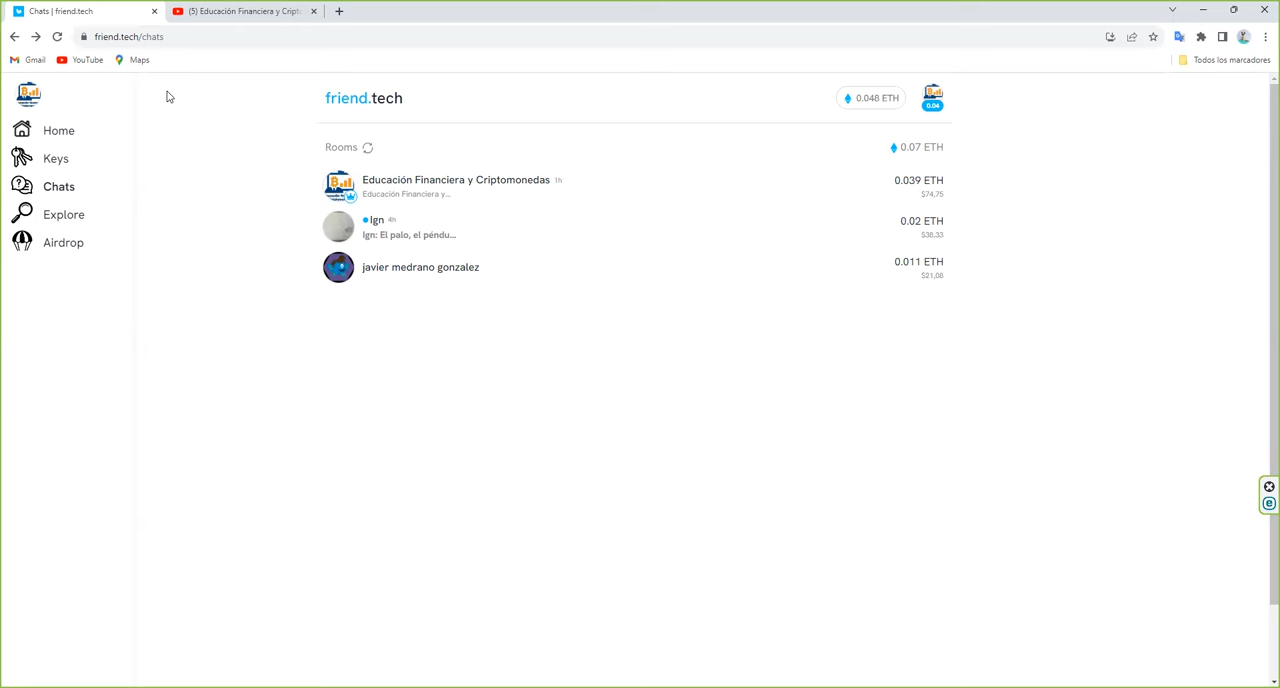 Chats | friend.tech
(5) Educación Financiera y Cripto
friend.tech/chats
Gmail
YouTube
Maps
Todos los marcadores
Home
Keys
Chats
Explore
Airdrop
friend.tech
0.048 ETH
0.04
Rooms
0.07 ETH
Educación Financiera y Criptomonedas 1h
Educación Financiera y...
0.039 ETH
$74,75
Ign 4h
Ign: El palo, el péndu...
0.02 ETH
$38,33
javier medrano gonzalez
0.011 ETH
$21,08